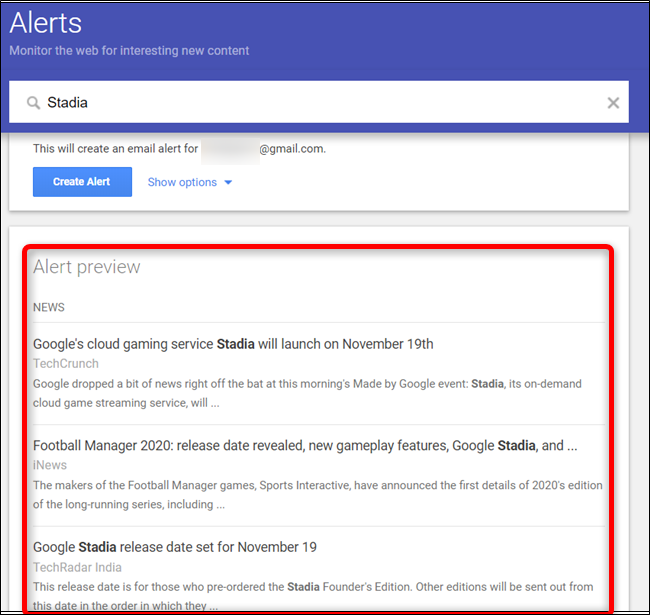 Alerts
Monitor the web for interesting new content
Stadia
This will create an email alert for @gmail.com.
Create Alert Show options
Alert preview
NEWS
Google's cloud gaming service Stadia will launch on November 19th
TechCrunch
Google dropped a bit of news right off the bat at this morning's Made by Google event: Stadia, its on-demand
cloud game streaming service, will ...
Football Manager 2020: release date revealed, new gameplay features, Google Stadia, and ...
iNews
The makers of the Football Manager games, Sports Interactive, have announced the first details of 2020's edition
of the long-running series, including ...
Google Stadia release date set for November 19
TechRadar India
This release date is for those who pre-ordered the Stadia Founder's Edition. Other editions will be sent out from
this date in the order in which they ...